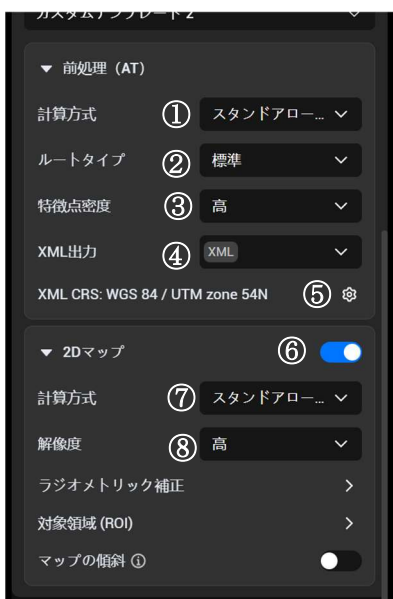 カスタムテンプレート 2
▼ 前処理（AT）
計算方式 ① スタンドアロー...
ルートタイプ ② 標準
特徴点密度 ③ 高
XML出力 ④ XML
XML CRS: WGS 84 / UTM zone 54N ⑤
▼ 2Dマップ ⑥
計算方式 ⑦ スタンドアロー...
解像度 ⑧ 高
ラジオメトリック補正
対象領域 (ROI)
マップの傾斜